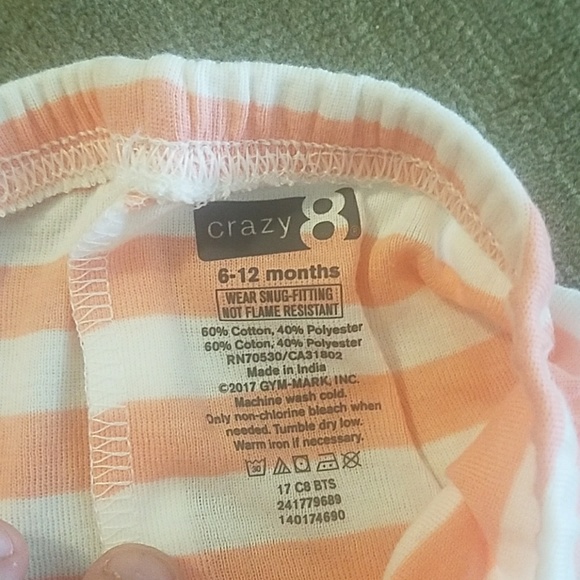 crazy 8
6-12 months
WEAR SNUG-FITTING
NOT FLAME RESISTANT
60% Cotton, 40% Polyester
60% Coton, 40% Polyester
RN70530/CA31802
Made in India
©2017 GYM-MARK, INC.
Machine wash cold.
Only non-chlorine bleach when
needed. Tumble dry low.
Warm iron if necessary.
30
17 C8 BTS
241779689
140174690